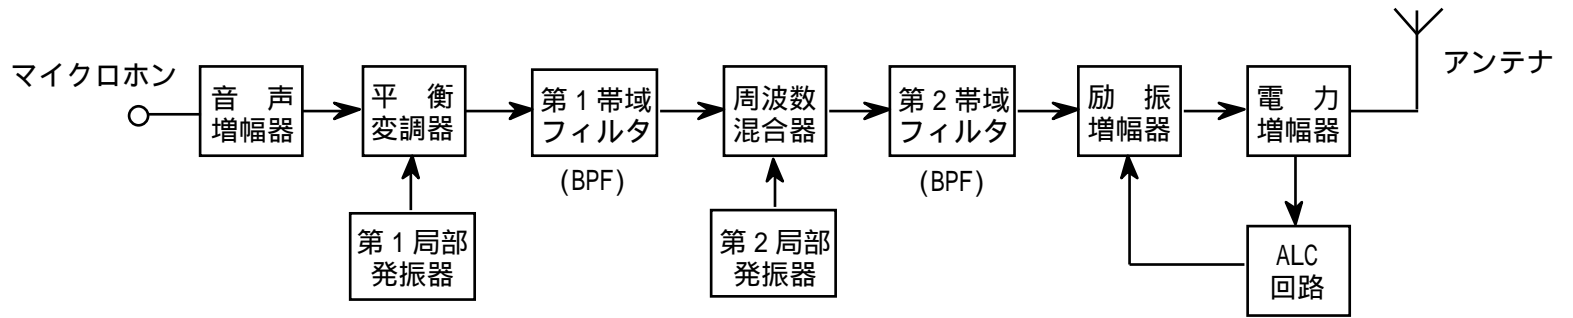 マイクロホン
音　声
増幅器
平　衡
変調器
第1帯域
フィルタ
(BPF)
周波数
混合器
第2帯域
フィルタ
(BPF)
励　振
増幅器
電　力
増幅器
アンテナ
第1局部
発振器
第2局部
発振器
ALC
回路